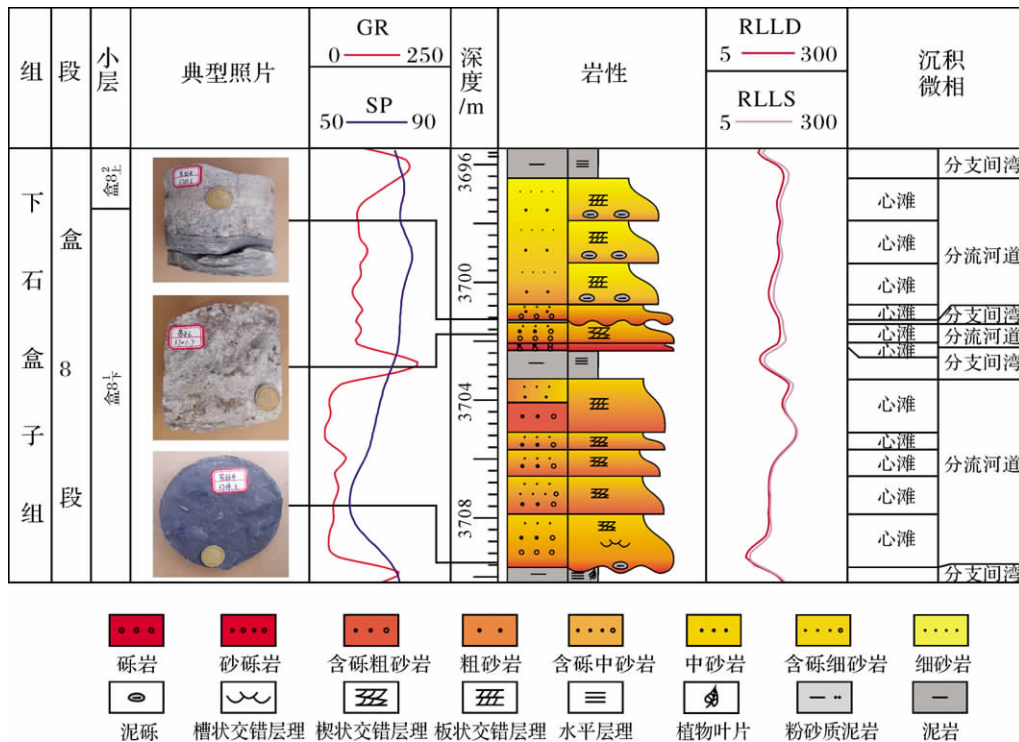 组
段
小层
典型照片
GR
0 250
SP
50 90
深度/m
岩性
RLLD
5 300
RLLS
5 300
沉积
微相
下石盒子组
盒8段
盒8²上
盒8¹下
3696
3700
3704
3708
分支间湾
心滩
心滩
分流河道
心滩
心滩
分支间湾
心滩
分流河道
心滩
分支间湾
心滩
心滩
心滩
分流河道
心滩
心滩
分支间湾
砾岩 砂砾岩 含砾粗砂岩 粗砂岩 含砾中砂岩 中砂岩 含砾细砂岩 细砂岩
泥砾 槽状交错层理 楔状交错层理 板状交错层理 水平层理 植物叶片 粉砂质泥岩 泥岩